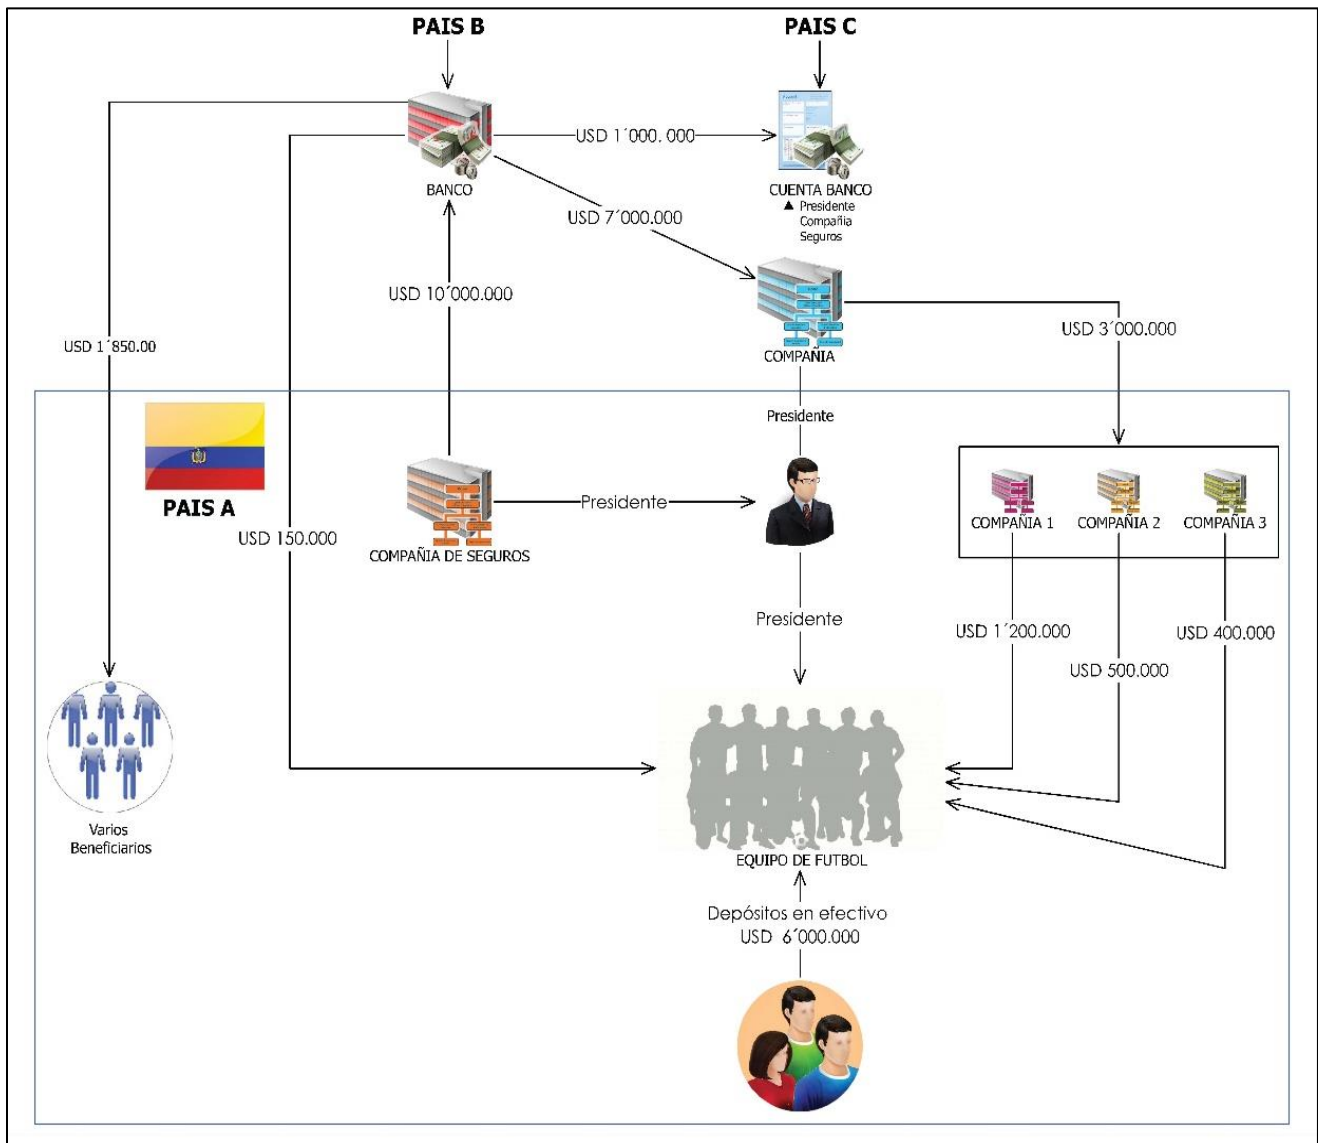 PAIS B
PAIS C
USD 1´000. 000
BANCO
CUENTA BANCO
▲ Presidente
Compañia
Seguros
USD 7´000.000
USD 10´000.000
USD 3´000.000
USD 1´850.00
COMPAÑIA
Presidente
PAIS A
Presidente
COMPAÑIA 1
COMPAÑIA 2
COMPAÑIA 3
USD 150.000
COMPAÑIA DE SEGUROS
Presidente
USD 1´200.000
USD 400.000
USD 500.000
Varios
Beneficiarios
EQUIPO DE FUTBOL
Depósitos en efectivo
USD 6´000.000